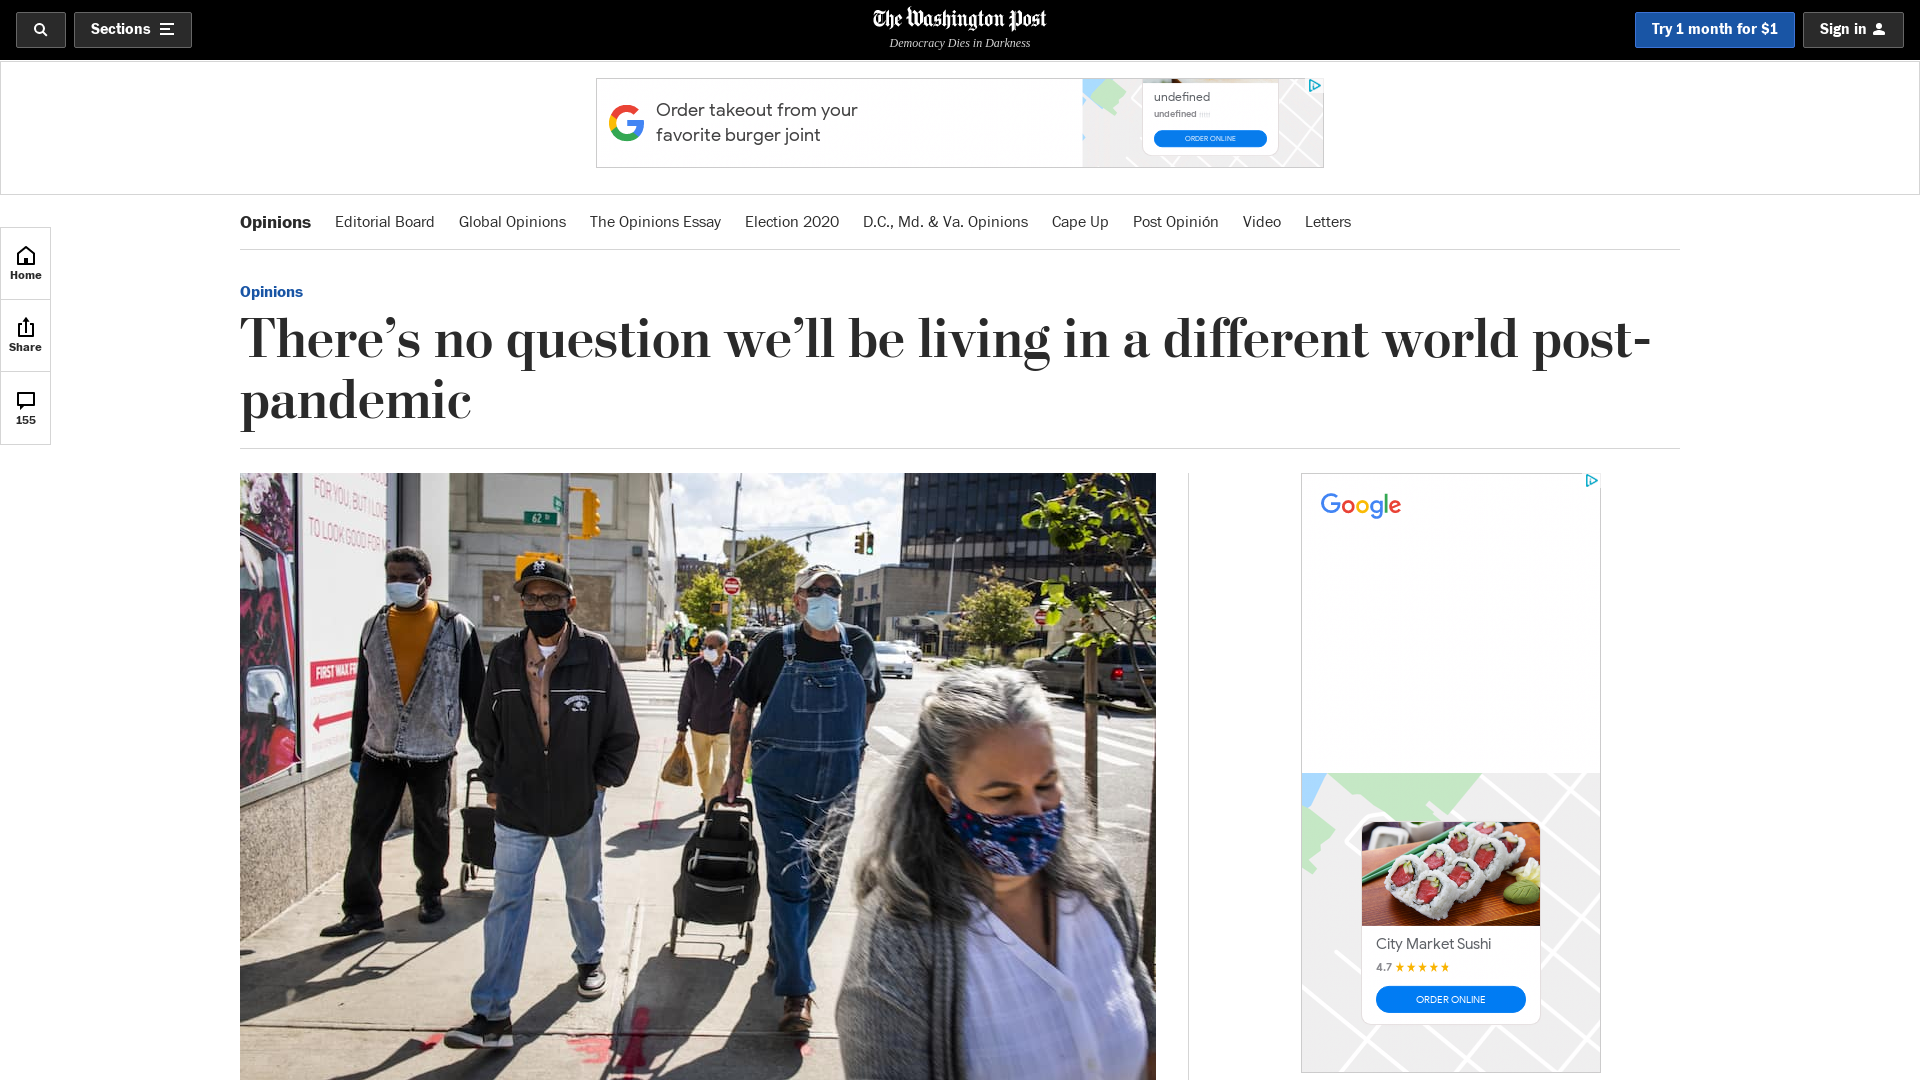 Sections
The Washington Post
Democracy Dies in Darkness
Try 1 month for $1
Sign in
Order takeout from your
favorite burger joint
undefined
undefined
ORDER ONLINE
Opinions
Editorial Board
Global Opinions
The Opinions Essay
Election 2020
D.C., Md. & Va. Opinions
Cape Up
Post Opinión
Video
Letters
Home
Share
155
Opinions
There’s no question we’ll be living in a different world post-
pandemic
FOR YOU, BUT I LOVE
TO LOOK GOOD FOR
62 D
FIRST WAX FR
Google
City Market Sushi
4.7
ORDER ONLINE